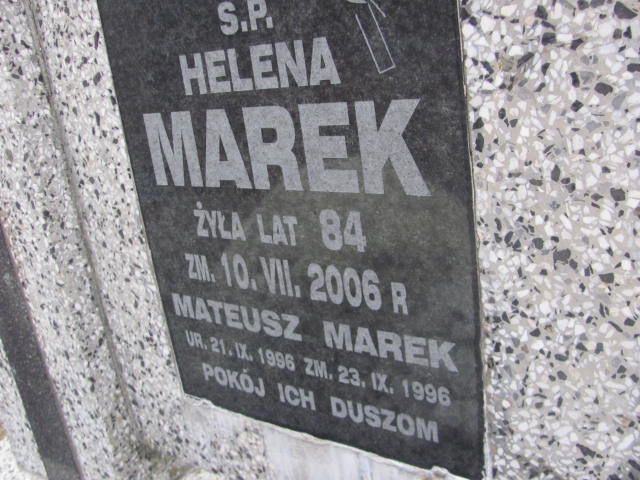 Ś.P.
HELENA
MAREK
ŻYŁA LAT 84
ZM. 10. VII. 2006 R
MATEUSZ MAREK
UR. 21. IX. 1996 ZM. 23. IX. 1996
POKÓJ ICH DUSZOM